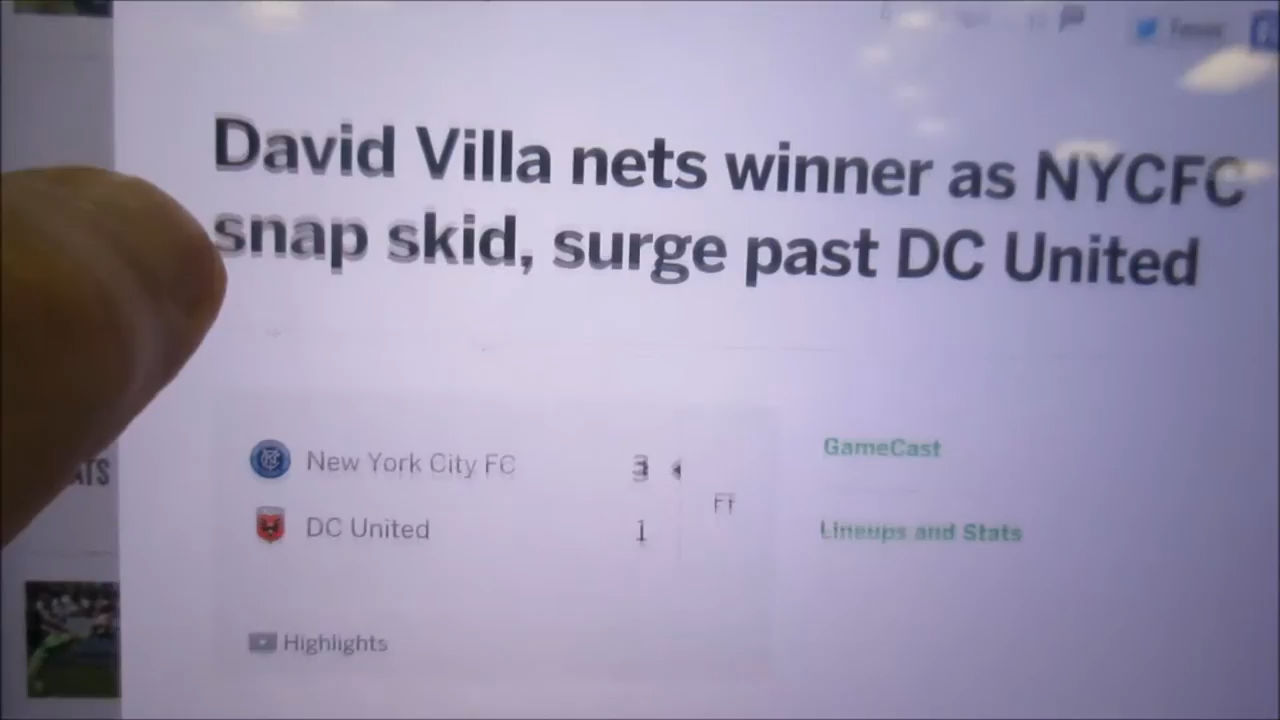 Tweet
David Villa nets winner as NYCFC
snap skid, surge past DC United
New York City FC 3
DC United 1
FT
GameCast
Lineups and Stats
Highlights